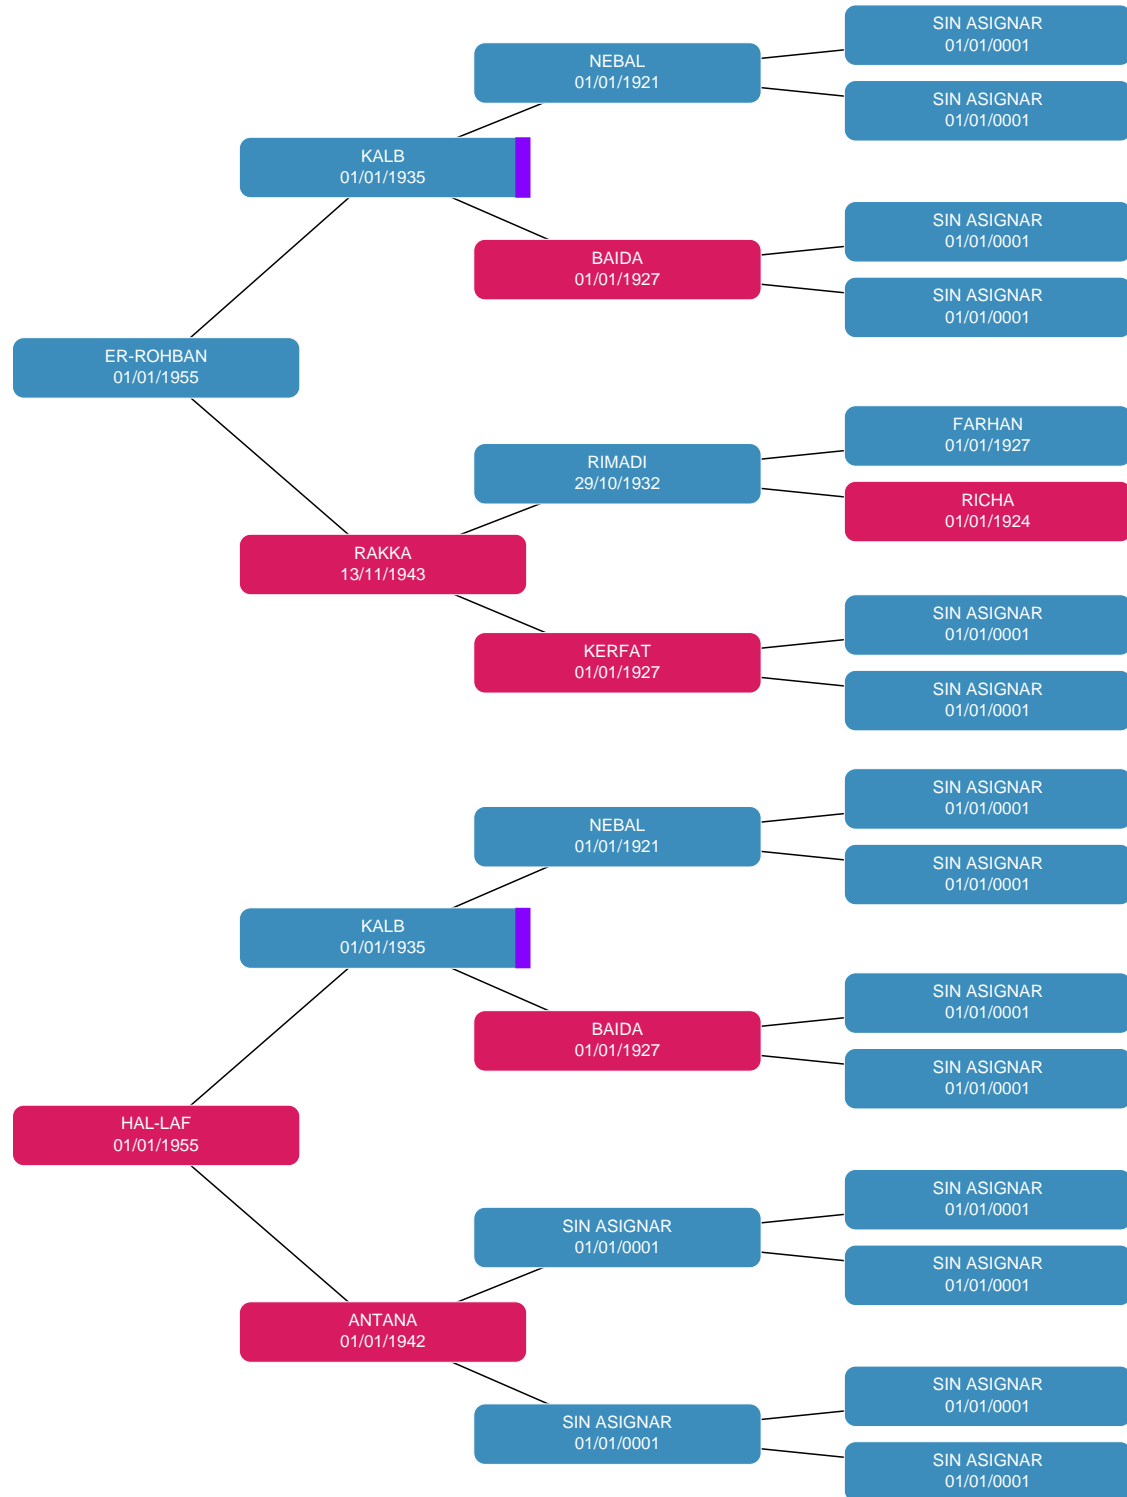 SIN ASIGNAR
01/01/0001
NEBAL
01/01/1921
SIN ASIGNAR
01/01/0001
KALB
01/01/1935
SIN ASIGNAR
01/01/0001
BAIDA
01/01/1927
SIN ASIGNAR
01/01/0001
ER-ROHBAN
01/01/1955
FARHAN
01/01/1927
RIMADI
29/10/1932
RICHA
01/01/1924
RAKKA
13/11/1943
SIN ASIGNAR
01/01/0001
KERFAT
01/01/1927
SIN ASIGNAR
01/01/0001
SIN ASIGNAR
01/01/0001
NEBAL
01/01/1921
SIN ASIGNAR
01/01/0001
KALB
01/01/1935
SIN ASIGNAR
01/01/0001
BAIDA
01/01/1927
SIN ASIGNAR
01/01/0001
HAL-LAF
01/01/1955
SIN ASIGNAR
01/01/0001
SIN ASIGNAR
01/01/0001
SIN ASIGNAR
01/01/0001
ANTANA
01/01/1942
SIN ASIGNAR
01/01/0001
SIN ASIGNAR
01/01/0001
SIN ASIGNAR
01/01/0001